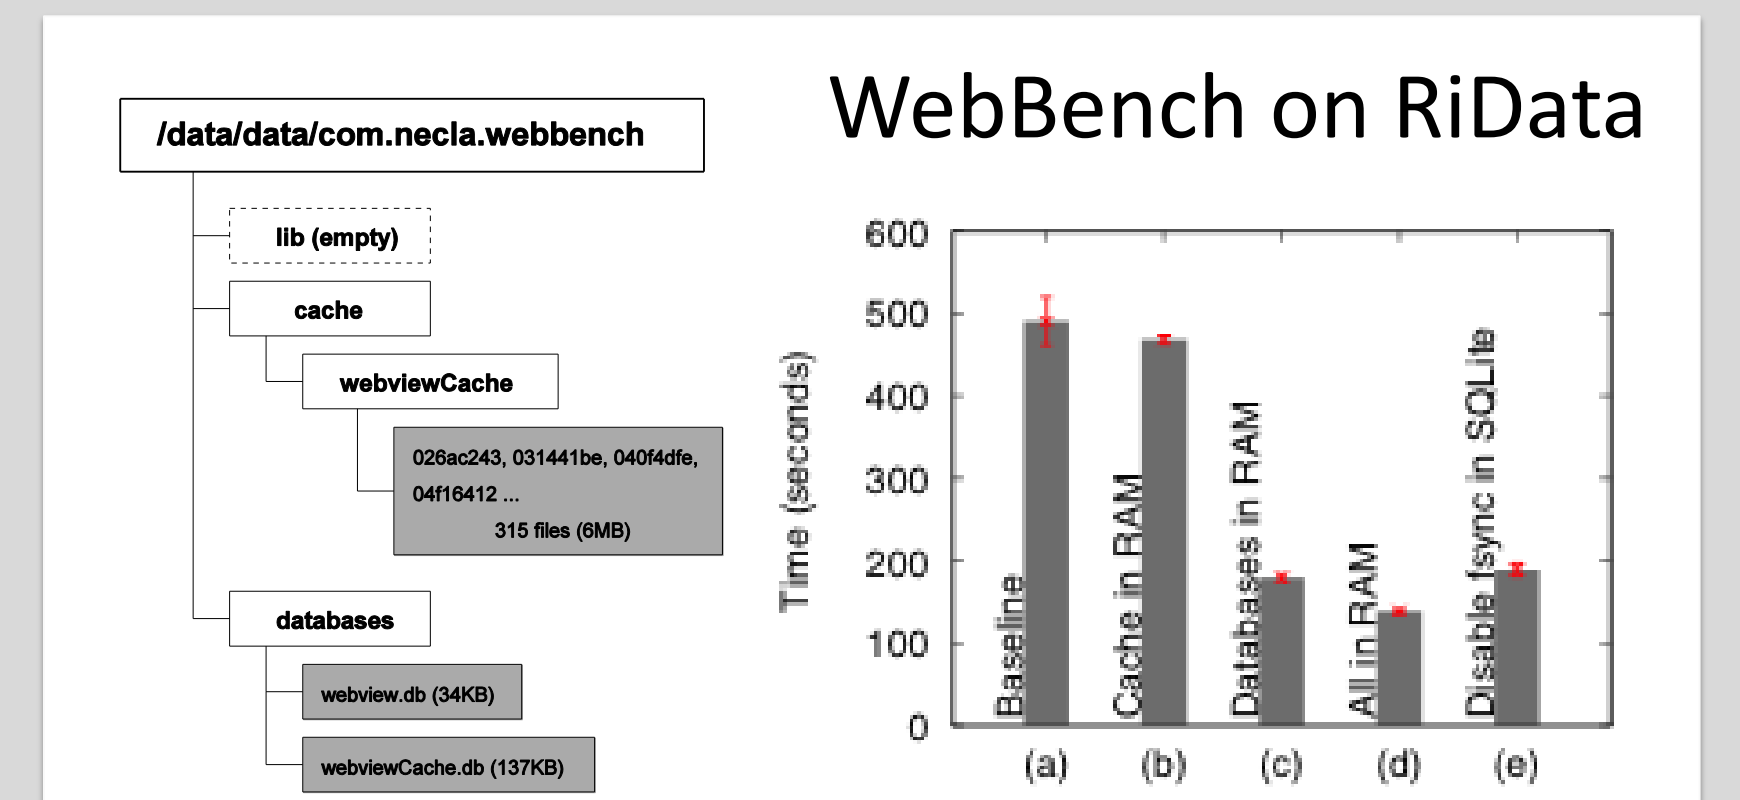 WebBench on RiData
/data/data/com.necla.webbench
lib (empty)
cache
webviewCache
026ac243, 031441be, 040f4dfe,
04f16412 ...
315 files (6MB)
databases
webview.db (34KB)
webviewCache.db (137KB)
Time (seconds)
600
500
400
300
200
100
0
Baseline
Cache in RAM
Databases in RAM
All in RAM
Disable fsync in SQLite
(a)
(b)
(c)
(d)
(e)